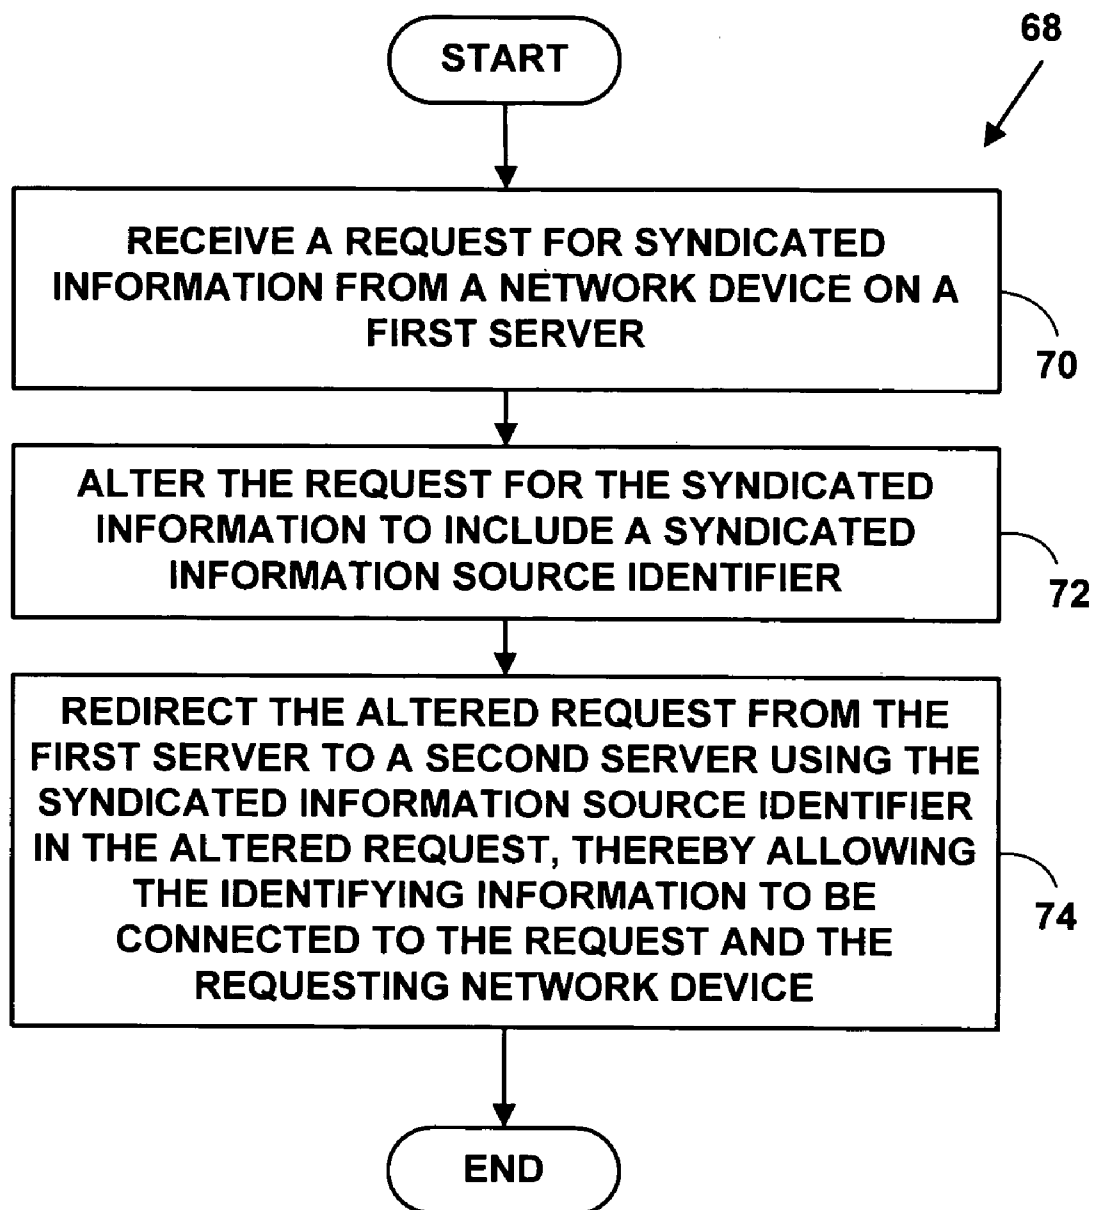 START
68
RECEIVE A REQUEST FOR SYNDICATED
INFORMATION FROM A NETWORK DEVICE ON A
FIRST SERVER
70
ALTER THE REQUEST FOR THE SYNDICATED
INFORMATION TO INCLUDE A SYNDICATED
INFORMATION SOURCE IDENTIFIER
72
REDIRECT THE ALTERED REQUEST FROM THE
FIRST SERVER TO A SECOND SERVER USING THE
SYNDICATED INFORMATION SOURCE IDENTIFIER
IN THE ALTERED REQUEST, THEREBY ALLOWING
THE IDENTIFYING INFORMATION TO BE
CONNECTED TO THE REQUEST AND THE
REQUESTING NETWORK DEVICE
74
END